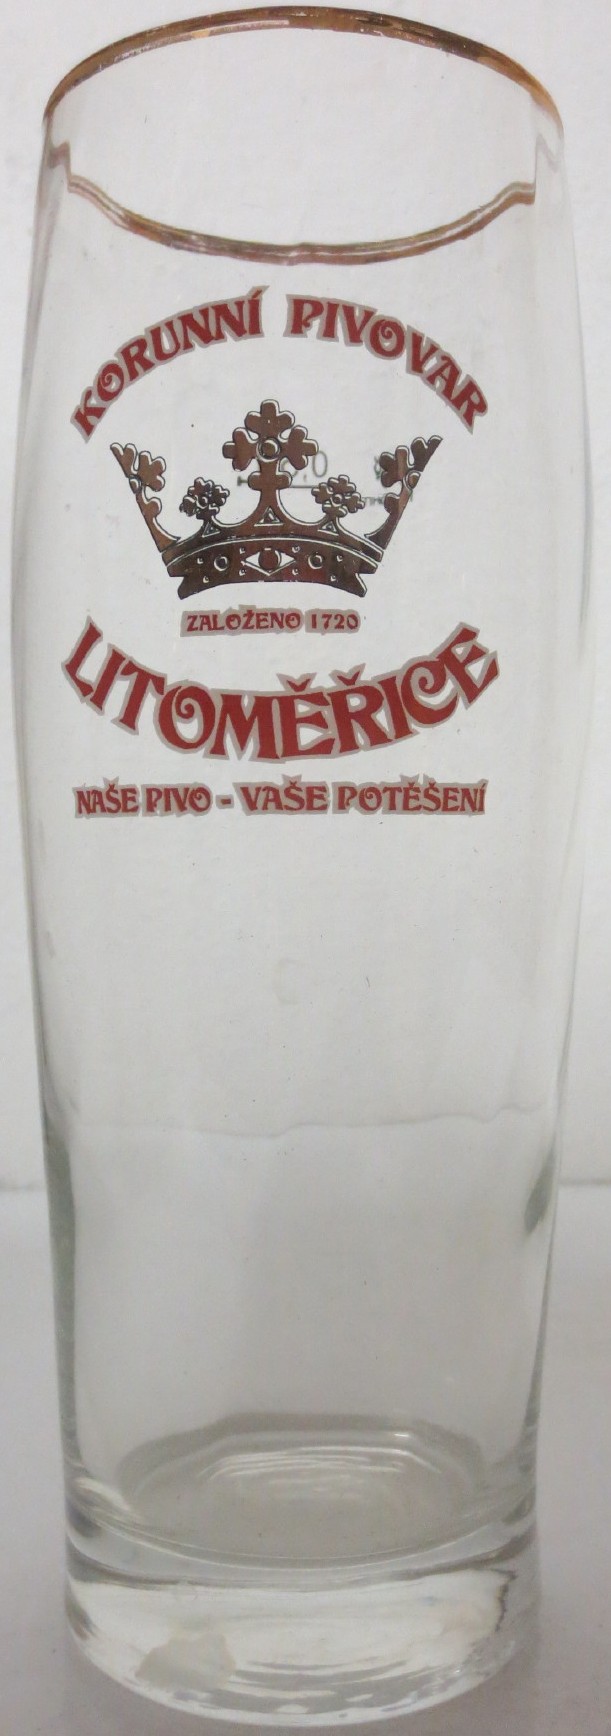 KORUNNÍ PIVOVAR
ZALOŽENO 1720
LITOMĚŘICE
NAŠE PIVO - VAŠE POTĚŠENÍ